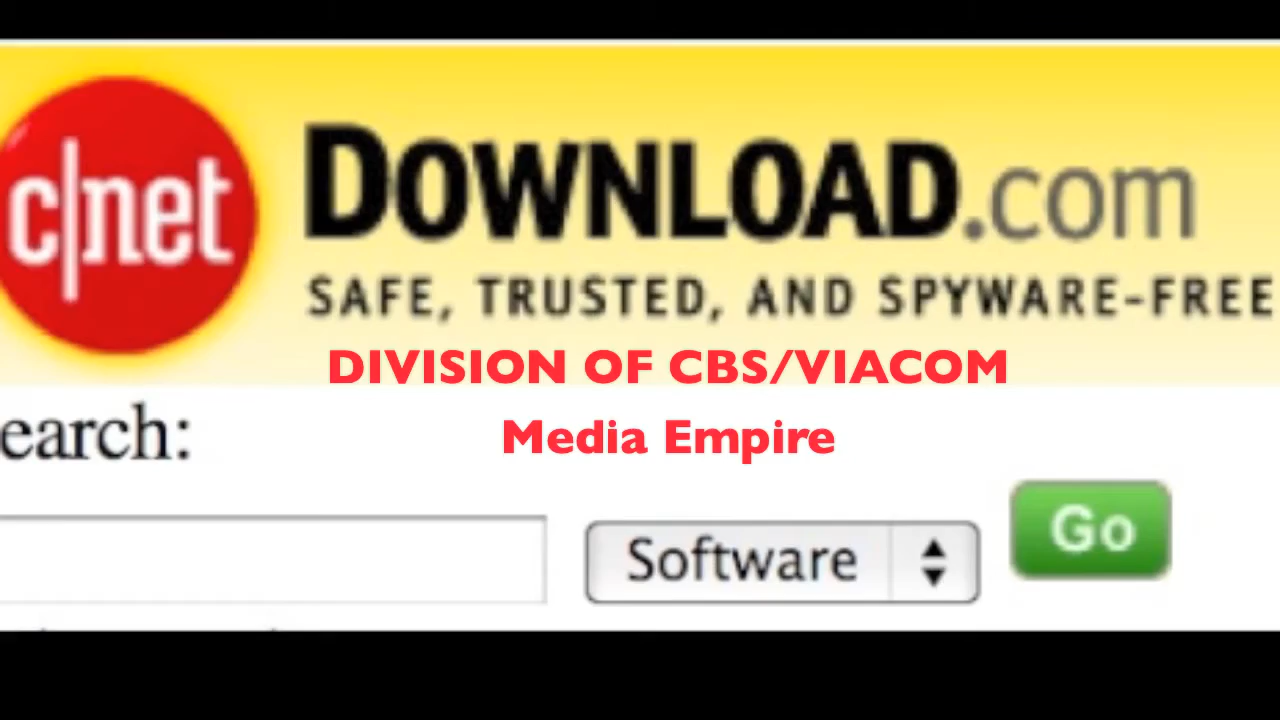 c|net
DOWNLOAD.com
SAFE, TRUSTED, AND SPYWARE-FREE
DIVISION OF CBS/VIACOM
Media Empire
earch:
Software
Go